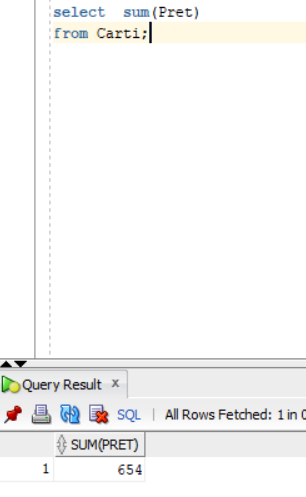 select sum(Pret)
from Carti;
Query Result x
SQL | All Rows Fetched: 1 in 0
SUM(PRET)
1 654